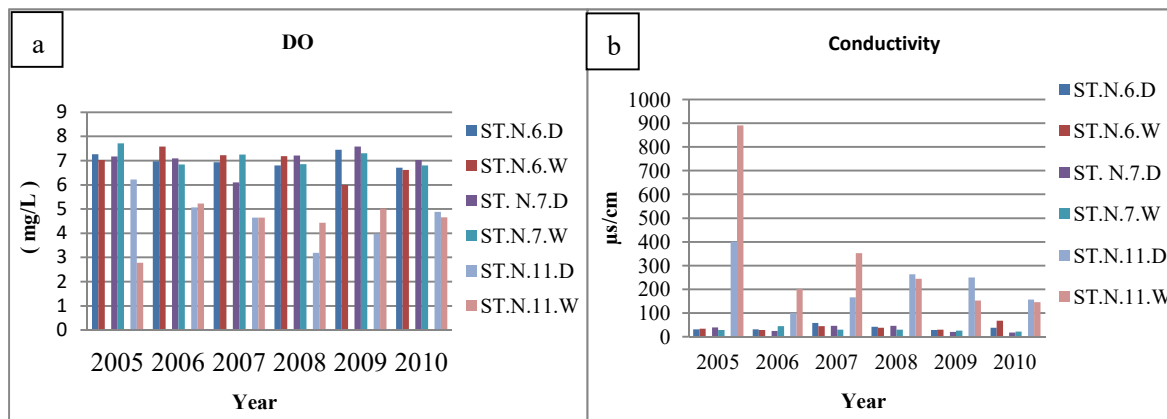 a
DO
( mg/L )
9
8
7
6
5
4
3
2
1
0
2005 2006 2007 2008 2009 2010
Year
ST.N.6.D
ST.N.6.W
ST. N.7.D
ST.N.7.W
ST.N.11.D
ST.N.11.W
b
Conductivity
µs/cm
1000
900
800
700
600
500
400
300
200
100
0
2005 2006 2007 2008 2009 2010
Year
ST.N.6.D
ST.N.6.W
ST. N.7.D
ST.N.7.W
ST.N.11.D
ST.N.11.W